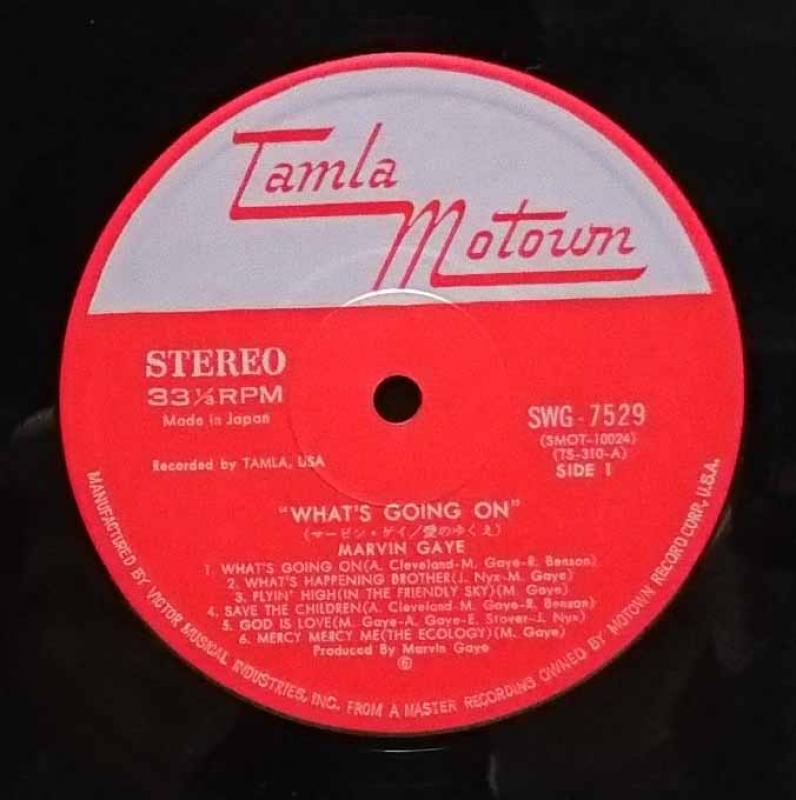 Tamla
Motown
STEREO
33⅓RPM
Made in Japan
SWG-7529
(SMOT-10024)
(TS-310-A)
SIDE 1
Recorded by TAMLA, USA
"WHAT'S GOING ON"
(マービン・ゲイ/愛のゆくえ)
MARVIN GAYE
1. WHAT'S GOING ON(A. Cleveland-M. Gaye-R. Benson)
2. WHAT'S HAPPENING BROTHER(J. Nyx-M. Gaye)
3. FLYIN' HIGH(IN THE FRIENDLY SKY)(M. Gaye)
4. SAVE THE CHILDREN(A. Cleveland-M. Gaye-R. Benson)
5. GOD IS LOVE(M. Gaye-A. Gaye-E. Stover-J. Nyx)
6. MERCY MERCY ME(THE ECOLOGY)(M. Gaye)
Produced By Marvin Gaye
MANUFACTURED BY VICTOR MUSICAL INDUSTRIES, INC. FROM A MASTER RECORDING OWNED BY MOTOWN RECORD CORP., U.S.A.